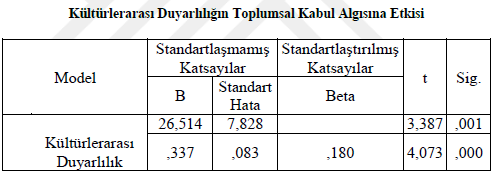 Kültürlerarası Duyarlılığın Toplumsal Kabul Algısına Etkisi
Model
Standartlaşmamış Katsayılar
Standartlaştırılmış Katsayılar
t
Sig.
B
Standart Hata
Beta
26,514 7,828 3,387 ,001
Kültürlerarası Duyarlılık ,337 ,083 ,180 4,073 ,000